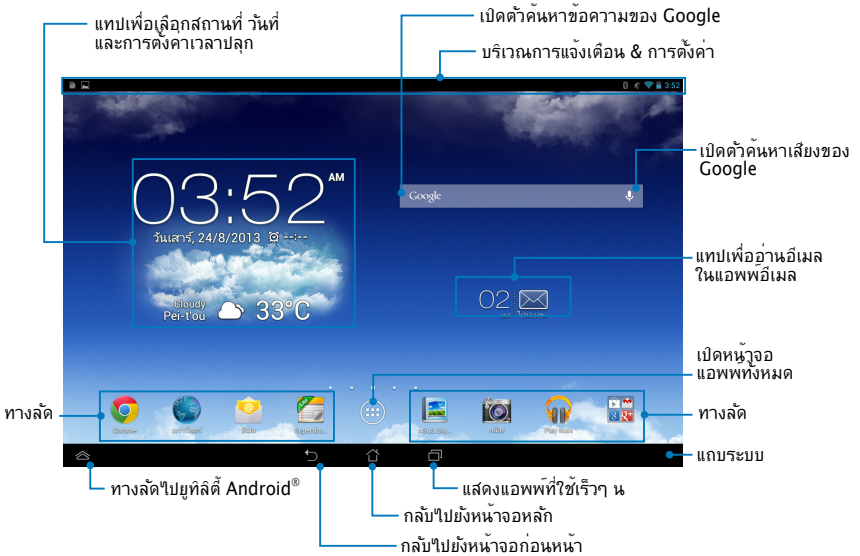 เปิดตัวค้นหาข้อความของ Google
แทปเพื่อเลือกสถานที่ วันที่
และการตั้งค่าเวลาปลุก
บริเวณการแจ้งเตือน & การตั้งค่า
3:52
เปิดตัวค้นหาเสียงของ
Google
03:52 AM
Google
วันเสาร์, 24/8/2013 --:--
แทปเพื่ออ่านอีเมล
ในแอพพ์อีเมล
02
Cloudy
Pei-t'ou 33°C
เปิดหน้าจอ
แอพพ์ทั้งหมด
ทางลัด
Chrome
อีเมล
SuperNot...
ASUS Stu...
กล้อง
Play Music
ทางลัด
แถบระบบ
ทางลัดไปยูทิลิตี้ Android®
แสดงแอพพ์ที่ใช้เร็วๆ น
กลับไปยังหน้าจอหลัก
กลับไปยังหน้าจอก่อนหน้า